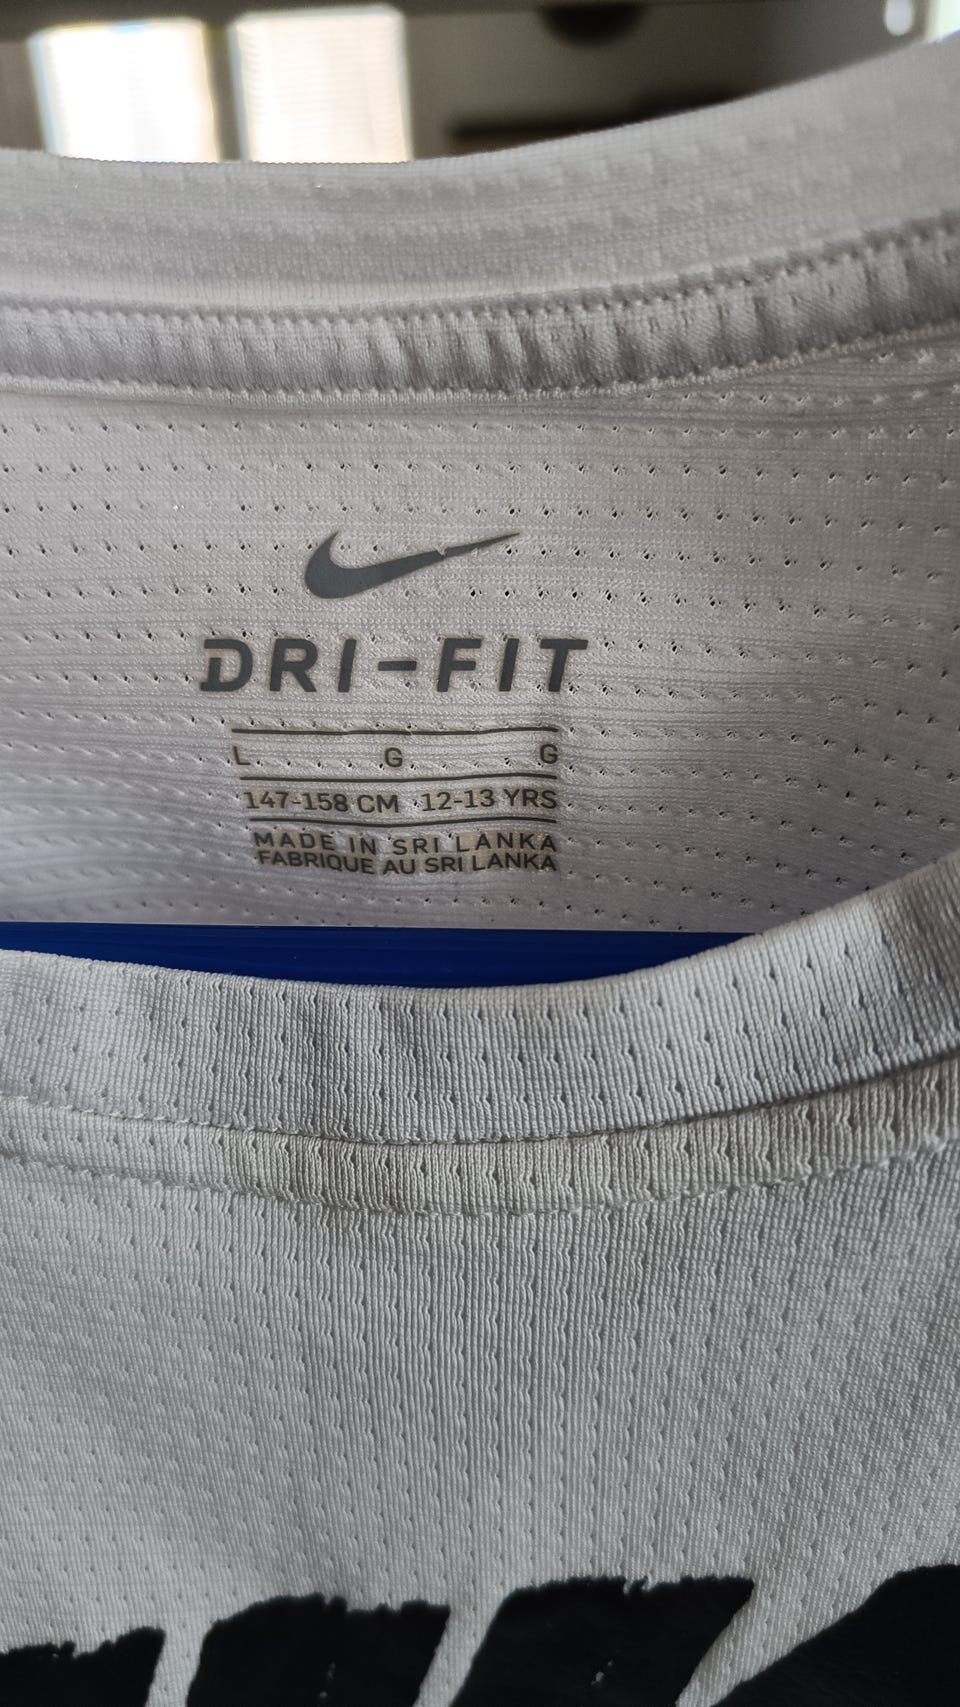 DRI-FIT
L G G
147-158 CM 12-13 YRS
MADE IN SRI LANKA
FABRIQUE AU SRI LANKA